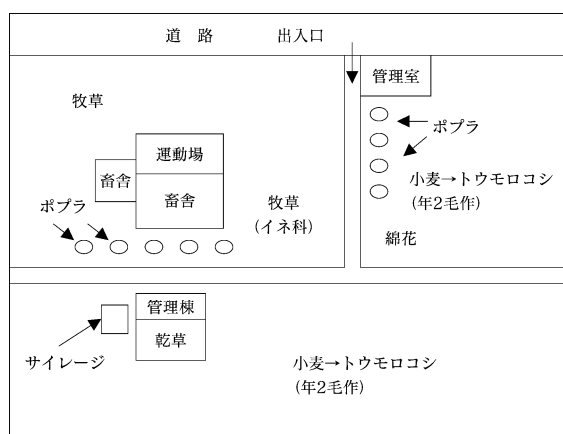 道　路
出入口
管理室
牧草
ポプラ
運動場
畜舎
畜舎
小麦→トウモロコシ
(年2毛作)
ポプラ
牧草
(イネ科)
綿花
管理棟
乾草
サイレージ
小麦→トウモロコシ
(年2毛作)